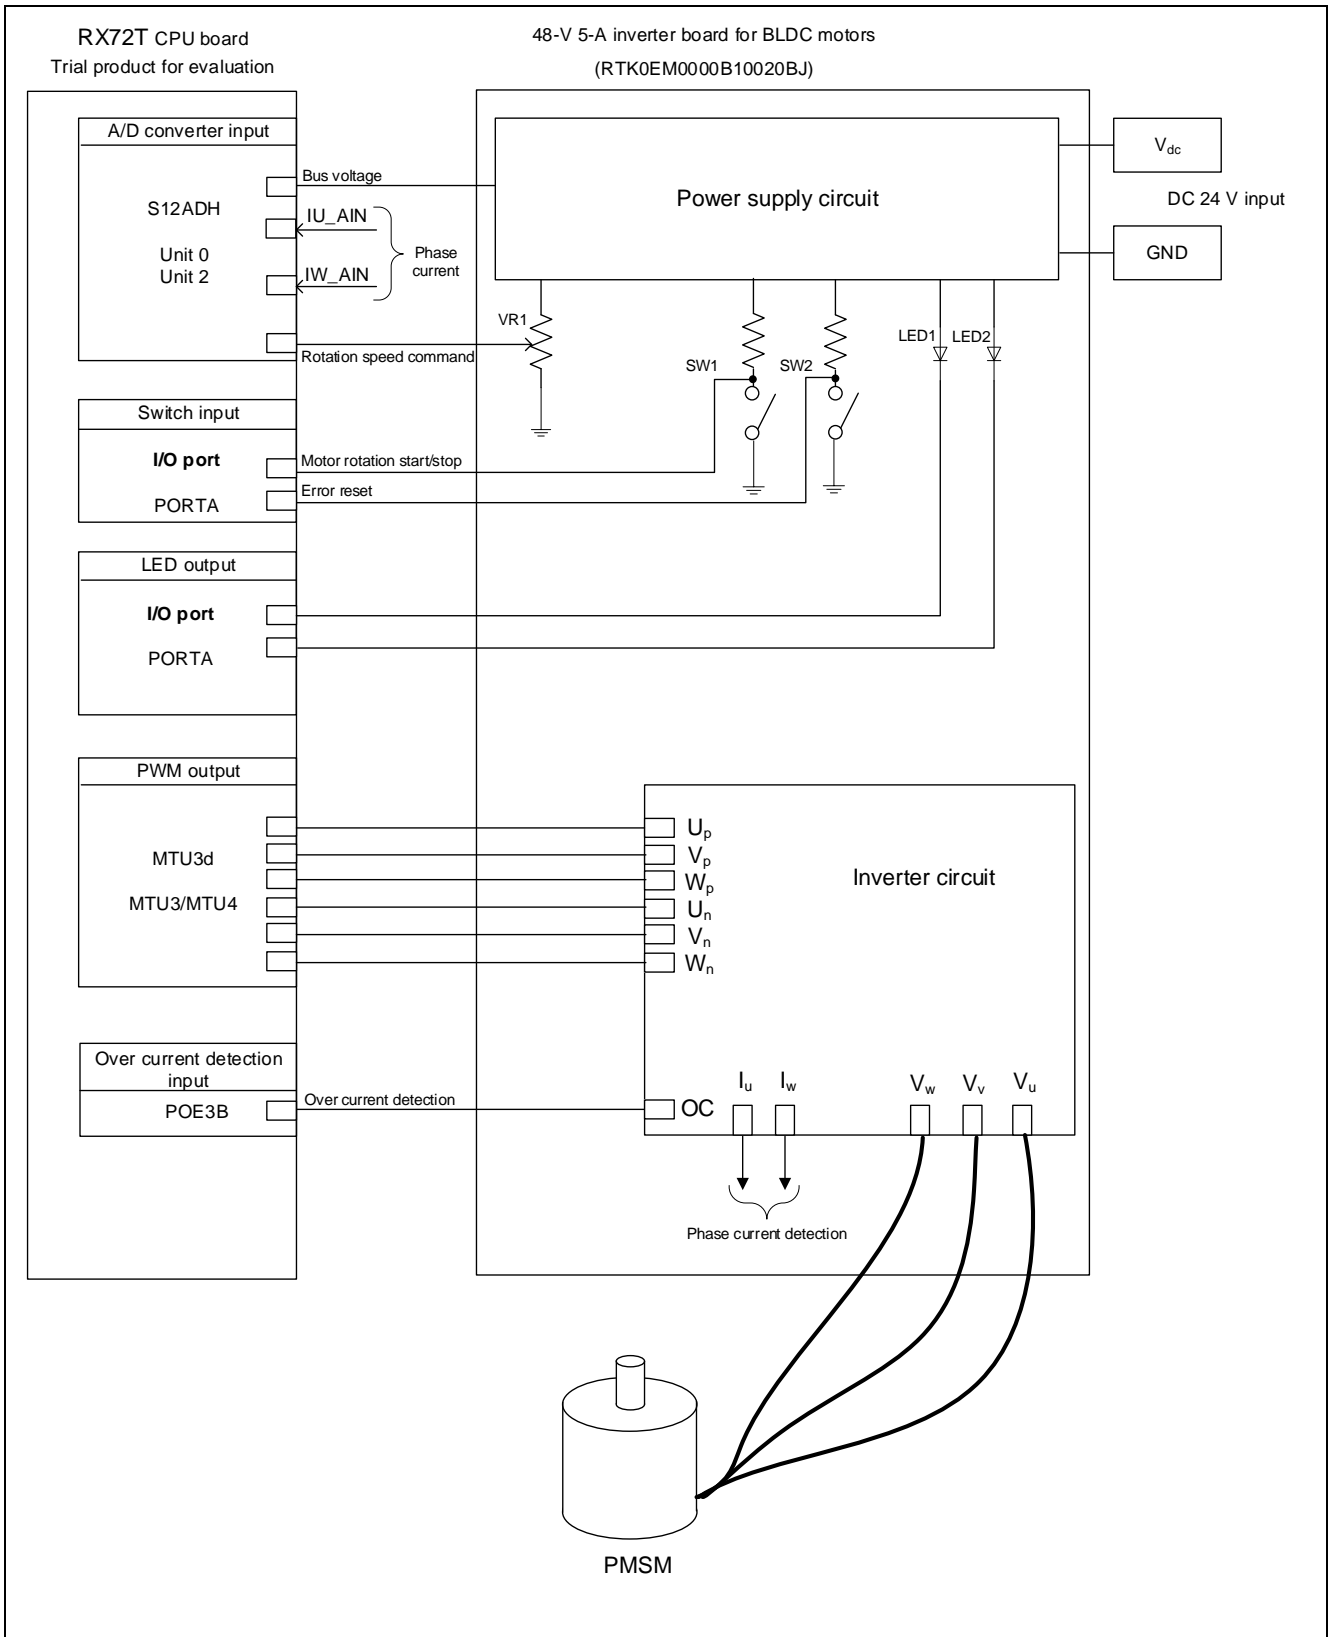 RX72T CPU board
Trial product for evaluation
48-V 5-A inverter board for BLDC motors
(RTK0EM0000B10020BJ)
A/D converter input
S12ADH
Unit 0
Unit 2
Bus voltage
IU_AIN
IW_AIN
Phase
current
Rotation speed command
Power supply circuit
Vdc
DC 24 V input
GND
VR1
SW1
SW2
LED1
LED2
Switch input
I/O port
PORTA
Motor rotation start/stop
Error reset
LED output
I/O port
PORTA
PWM output
MTU3d
MTU3/MTU4
Up
Vp
Wp
Un
Vn
Wn
Inverter circuit
Over current detection
input
POE3B
Over current detection
OC
Iu
Iw
Vw
Vv
Vu
Phase current detection
PMSM